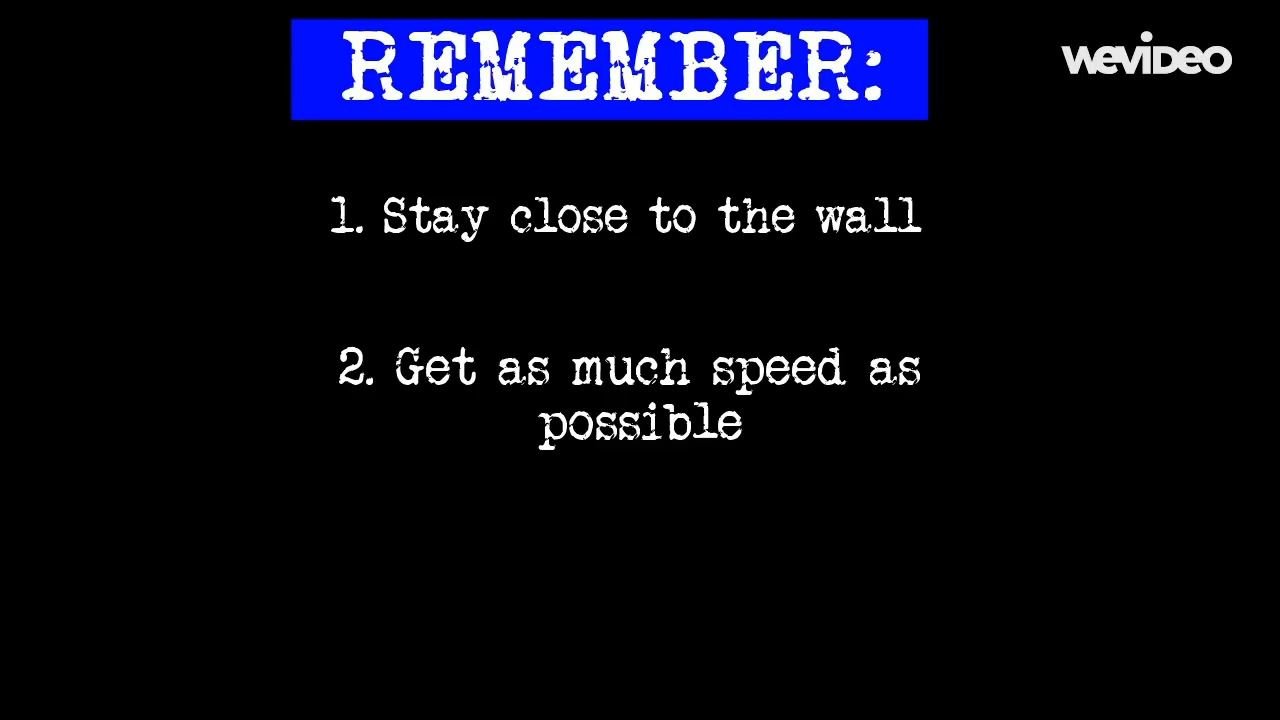 REMEMBER:
WEVIDEO
1. Stay close to the wall
2. Get as much speed as
possible